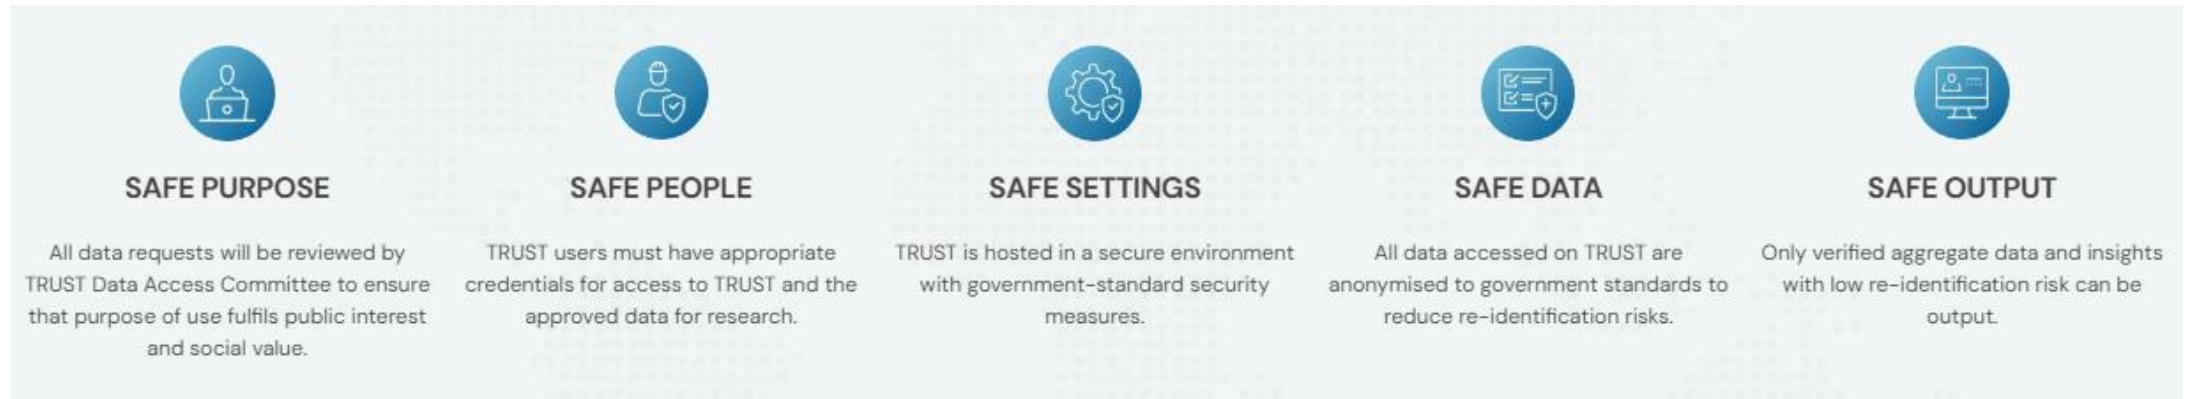 SAFE PURPOSE
All data requests will be reviewed by
TRUST Data Access Committee to ensure
that purpose of use fulfils public interest
and social value.
SAFE PEOPLE
TRUST users must have appropriate
credentials for access to TRUST and the
approved data for research.
SAFE SETTINGS
TRUST is hosted in a secure environment
with government-standard security
measures.
SAFE DATA
All data accessed on TRUST are
anonymised to government standards to
reduce re-identification risks.
SAFE OUTPUT
Only verified aggregate data and insights
with low re-identification risk can be
output.